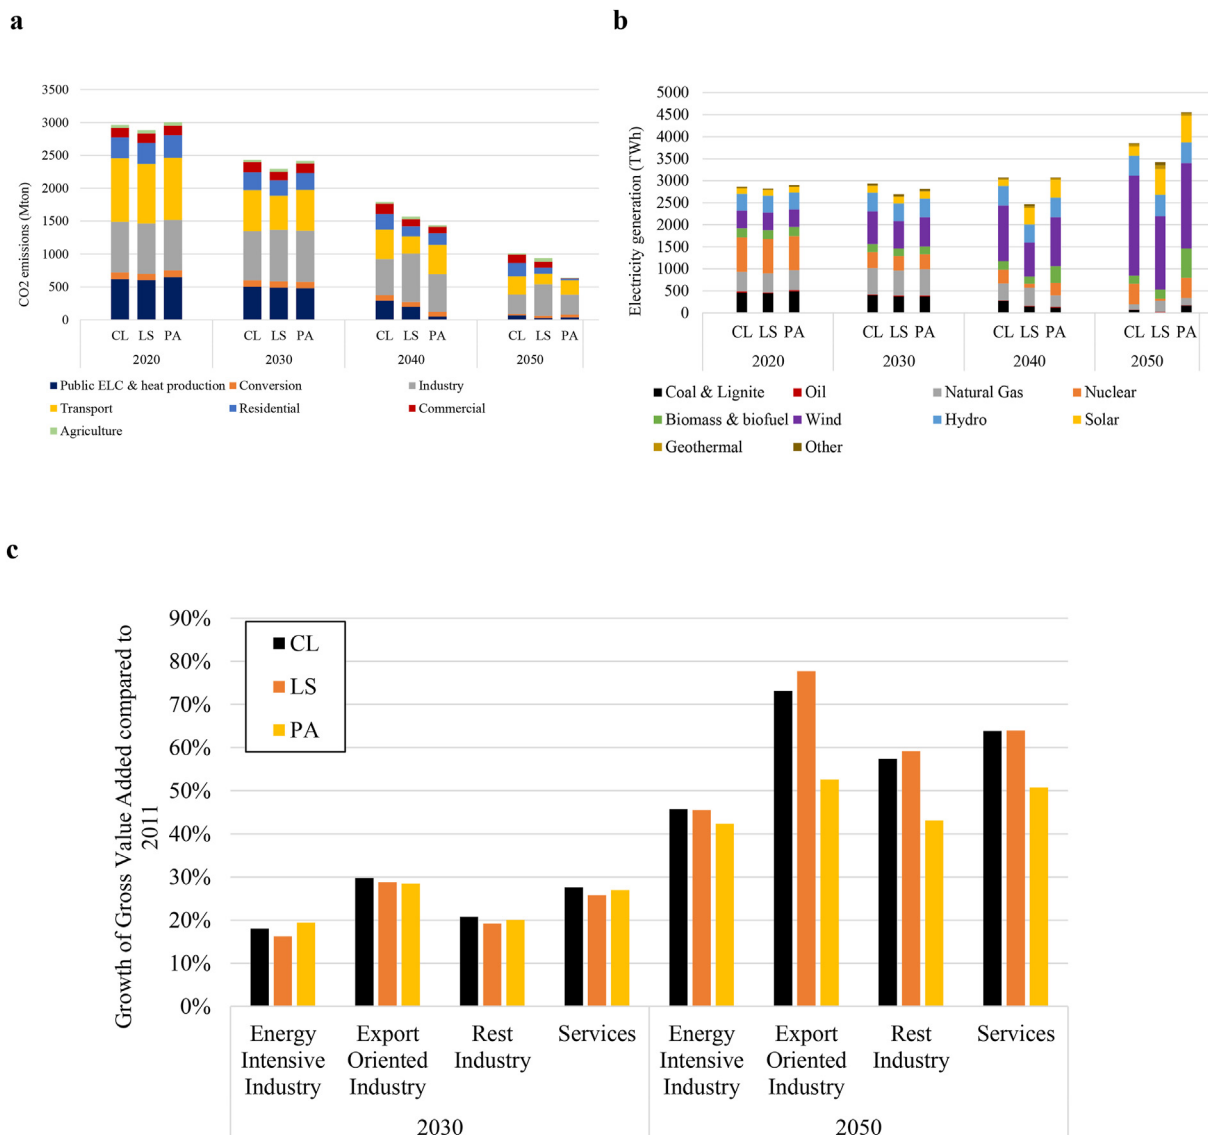 a
3500
3000
2500
2000
1500
1000
500
0
CO2 emissions (Mton)
CL LS PA CL LS PA CL LS PA CL LS PA
2020 2030 2040 2050
Public ELC & heat production Conversion Industry
Transport Residential Commercial
Agriculture
b
5000
4500
4000
3500
3000
2500
2000
1500
1000
500
0
Electricity generation (TWh)
CL LS PA CL LS PA CL LS PA CL LS PA
2020 2030 2040 2050
Coal & Lignite Oil Natural Gas Nuclear
Biomass & biofuel Wind Hydro Solar
Geothermal Other
c
90%
80%
70%
60%
50%
40%
30%
20%
10%
0%
Growth of Gross Value Added compared to
2011
CL
LS
PA
Energy Export Rest Services Energy Export Rest Services
Intensive Oriented Industry Intensive Oriented Industry
Industry Industry Industry Industry
2030 2050